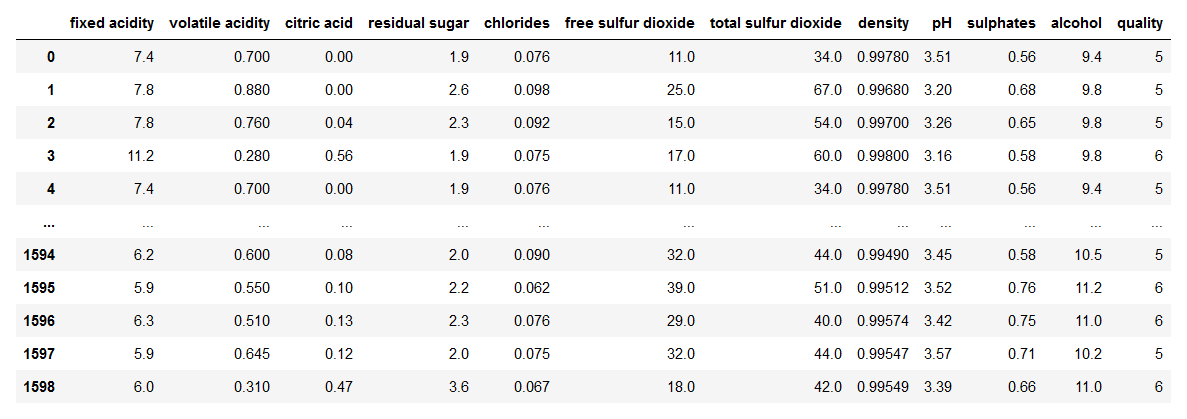 fixed acidity volatile acidity citric acid residual sugar chlorides free sulfur dioxide total sulfur dioxide density pH sulphates alcohol quality
0 7.4 0.700 0.00 1.9 0.076 11.0 34.0 0.99780 3.51 0.56 9.4 5
1 7.8 0.880 0.00 2.6 0.098 25.0 67.0 0.99680 3.20 0.68 9.8 5
2 7.8 0.760 0.04 2.3 0.092 15.0 54.0 0.99700 3.26 0.65 9.8 5
3 11.2 0.280 0.56 1.9 0.075 17.0 60.0 0.99800 3.16 0.58 9.8 6
4 7.4 0.700 0.00 1.9 0.076 11.0 34.0 0.99780 3.51 0.56 9.4 5
... ... ... ... ... ... ... ... ... ... ... ... ...
1594 6.2 0.600 0.08 2.0 0.090 32.0 44.0 0.99490 3.45 0.58 10.5 5
1595 5.9 0.550 0.10 2.2 0.062 39.0 51.0 0.99512 3.52 0.76 11.2 6
1596 6.3 0.510 0.13 2.3 0.076 29.0 40.0 0.99574 3.42 0.75 11.0 6
1597 5.9 0.645 0.12 2.0 0.075 32.0 44.0 0.99547 3.57 0.71 10.2 5
1598 6.0 0.310 0.47 3.6 0.067 18.0 42.0 0.99549 3.39 0.66 11.0 6